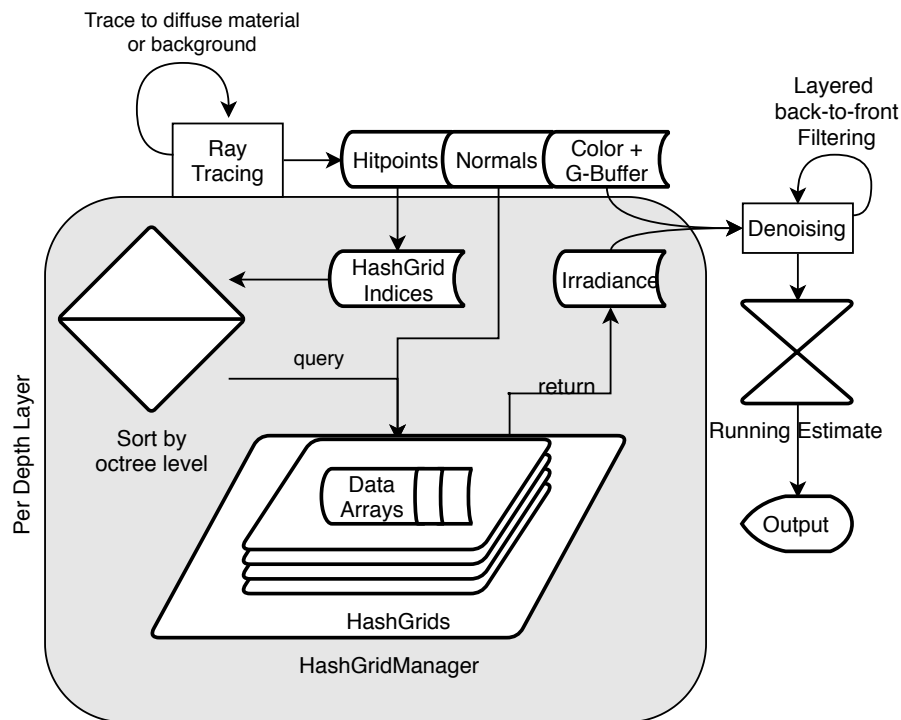 Trace to diffuse material
or background
Ray
Tracing
Hitpoints
Normals
Color +
G-Buffer
Layered
back-to-front
Filtering
Denoising
HashGrid
Indices
Irradiance
query
return
Sort by
octree level
Running Estimate
Per Depth Layer
Data
Arrays
Output
HashGrids
HashGridManager